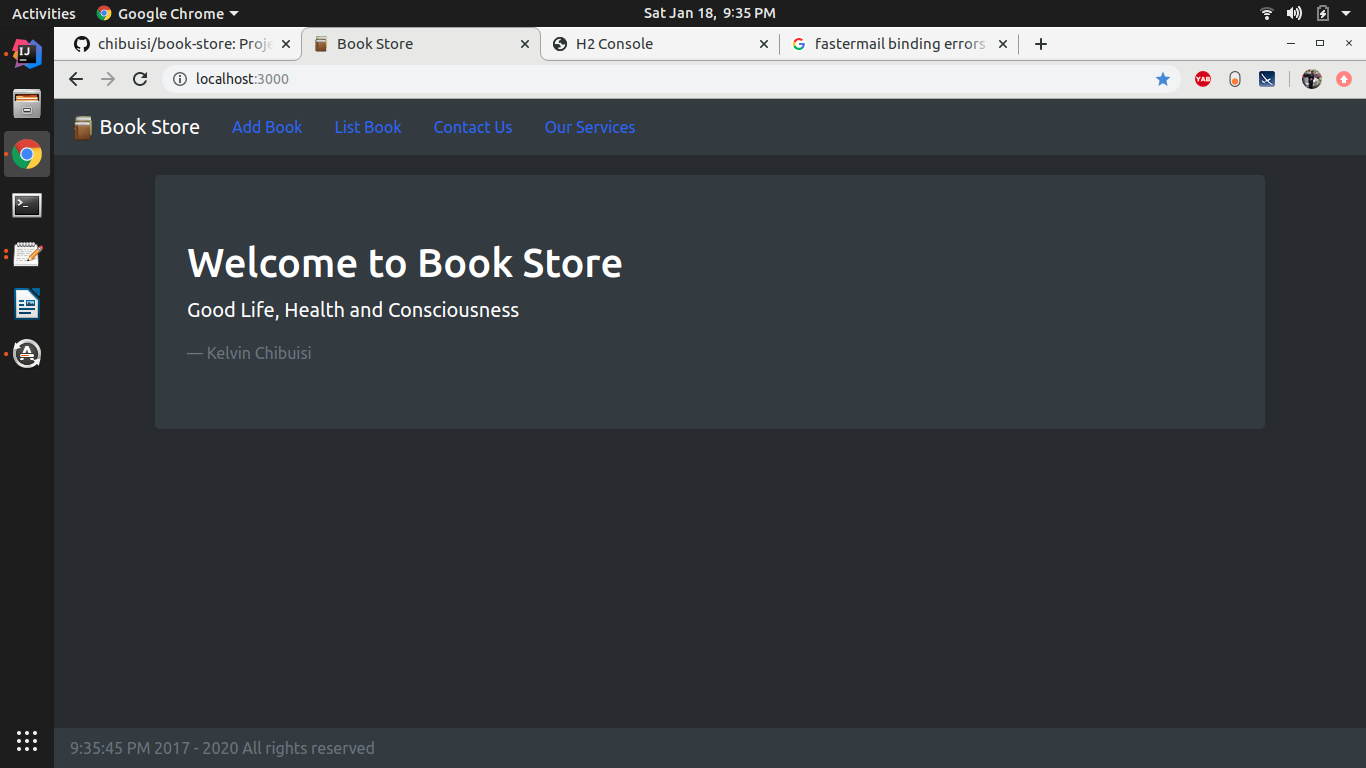 Activities Google Chrome Sat Jan 18, 9:35 PM
chibuisi/book-store: Proje Book Store H2 Console fastermail binding errors
localhost:3000 YAB
Book Store Add Book List Book Contact Us Our Services
Welcome to Book Store
Good Life, Health and Consciousness
— Kelvin Chibuisi
9:35:45 PM 2017 - 2020 All rights reserved